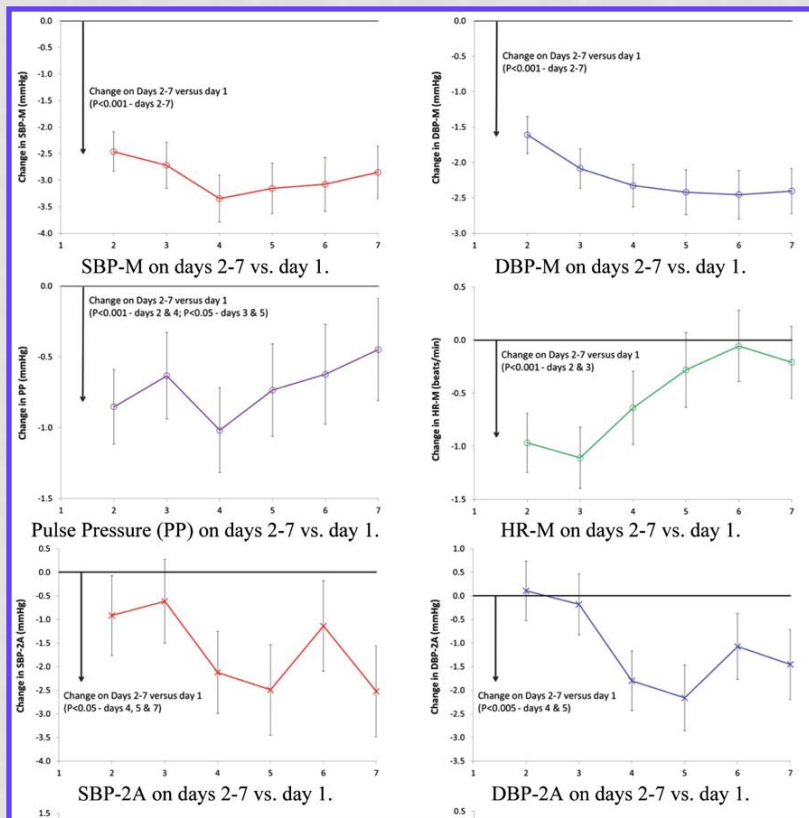 0.0
-0.5
-1.0
-1.5
-2.0
-2.5
-3.0
-3.5
-4.0
Change in SBP-M (mmHg)
Change on Days 2-7 versus day 1
(P<0.001 - days 2-7)
1 2 3 4 5 6 7
SBP-M on days 2-7 vs. day 1.
0.0
-0.5
-1.0
-1.5
-2.0
-2.5
-3.0
Change in DBP-M (mmHg)
Change on Days 2-7 versus day 1
(P<0.001 - days 2-7)
1 2 3 4 5 6 7
DBP-M on days 2-7 vs. day 1.
0.0
-0.5
-1.0
-1.5
Change in PP (mmHg)
Change on Days 2-7 versus day 1
(P<0.001 - days 2 & 4; P<0.05 - days 3 & 5)
1 2 3 4 5 6 7
Pulse Pressure (PP) on days 2-7 vs. day 1.
0.5
0.0
-0.5
-1.0
-1.5
Change in HR-M (beats/min)
Change on Days 2-7 versus day 1
(P<0.001 - days 2 & 3)
1 2 3 4 5 6 7
HR-M on days 2-7 vs. day 1.
0.5
0.0
-0.5
-1.0
-1.5
-2.0
-2.5
-3.0
-3.5
-4.0
Change in SBP-2A (mmHg)
Change on Days 2-7 versus day 1
(P<0.05 - days 4, 5 & 7)
1 2 3 4 5 6 7
SBP-2A on days 2-7 vs. day 1.
1.0
0.5
0.0
-0.5
-1.0
-1.5
-2.0
-2.5
-3.0
-3.5
Change in DBP-2A (mmHg)
Change on Days 2-7 versus day 1
(P<0.005 - days 4 & 5)
1 2 3 4 5 6 7
DBP-2A on days 2-7 vs. day 1.
1.5
0.5